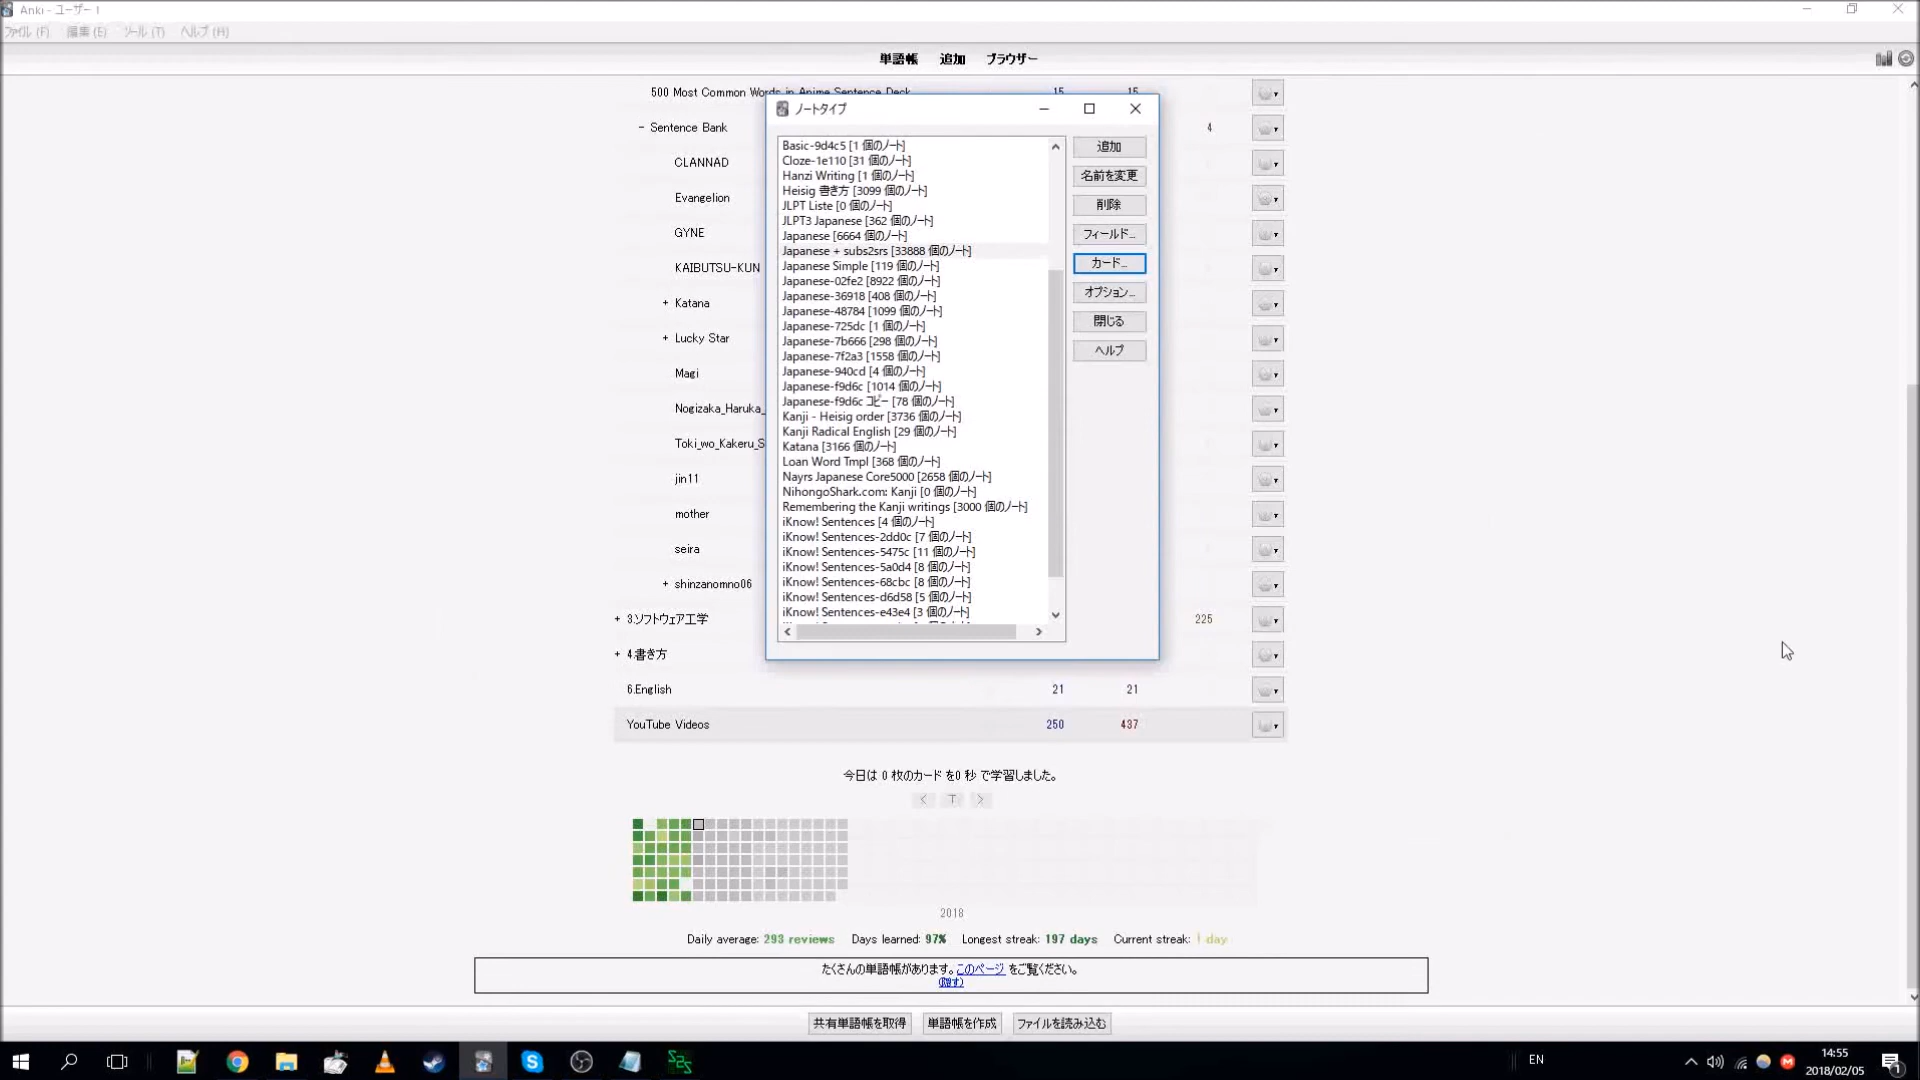 Anki - ユーザー 1
ファイル (F) 編集 (E) ツール (T) ヘルプ (H)
単語帳 追加 ブラウザー
500 Most Common Words in Anime Sentence Deck 15 15
− Sentence Bank 4
CLANNAD
Evangelion
GYNE
KAIBUTSU-KUN
+ Katana
+ Lucky Star
Magi
Nogizaka_Haruka_
Toki_wo_Kakeru_S
jin11
mother
seira
+ shinzanomno06
+ 3.ソフトウェア工学 225
+ 4.書き方
6.English 21 21
YouTube Videos 250 437
ノートタイプ
Basic-9d4c5 [1 個のノート]
Cloze-1e110 [31 個のノート]
Hanzi Writing [1 個のノート]
Heisig 書き方 [3099 個のノート]
JLPT Liste [0 個のノート]
JLPT3 Japanese [362 個のノート]
Japanese [6664 個のノート]
Japanese + subs2srs [33888 個のノート]
Japanese Simple [119 個のノート]
Japanese-02fe2 [8922 個のノート]
Japanese-36918 [408 個のノート]
Japanese-48784 [1099 個のノート]
Japanese-725dc [1 個のノート]
Japanese-7b666 [298 個のノート]
Japanese-7f2a3 [1558 個のノート]
Japanese-940cd [4 個のノート]
Japanese-f9d6c [1014 個のノート]
Japanese-f9d6c コピー [78 個のノート]
Kanji - Heisig order [3736 個のノート]
Kanji Radical English [29 個のノート]
Katana [3166 個のノート]
Loan Word Tmpl [368 個のノート]
Nayrs Japanese Core5000 [2658 個のノート]
NihongoShark.com: Kanji [0 個のノート]
Remembering the Kanji writings [3000 個のノート]
iKnow! Sentences [4 個のノート]
iKnow! Sentences-2dd0c [7 個のノート]
iKnow! Sentences-5475c [11 個のノート]
iKnow! Sentences-5a0d4 [8 個のノート]
iKnow! Sentences-68cbc [8 個のノート]
iKnow! Sentences-d6d58 [5 個のノート]
iKnow! Sentences-e43e4 [3 個のノート]
追加
名前を変更
削除
フィールド...
カード...
オプション...
閉じる
ヘルプ
今日は 0 枚のカード を0 秒 で学習しました。
< T >
2018
Daily average: 293 reviews Days learned: 97% Longest streak: 197 days Current streak: 1 day
たくさんの単語帳があります。このページ をご覧ください。
(隠す)
共有単語帳を取得 単語帳を作成 ファイルを読み込む
EN
14:55
2018/02/05